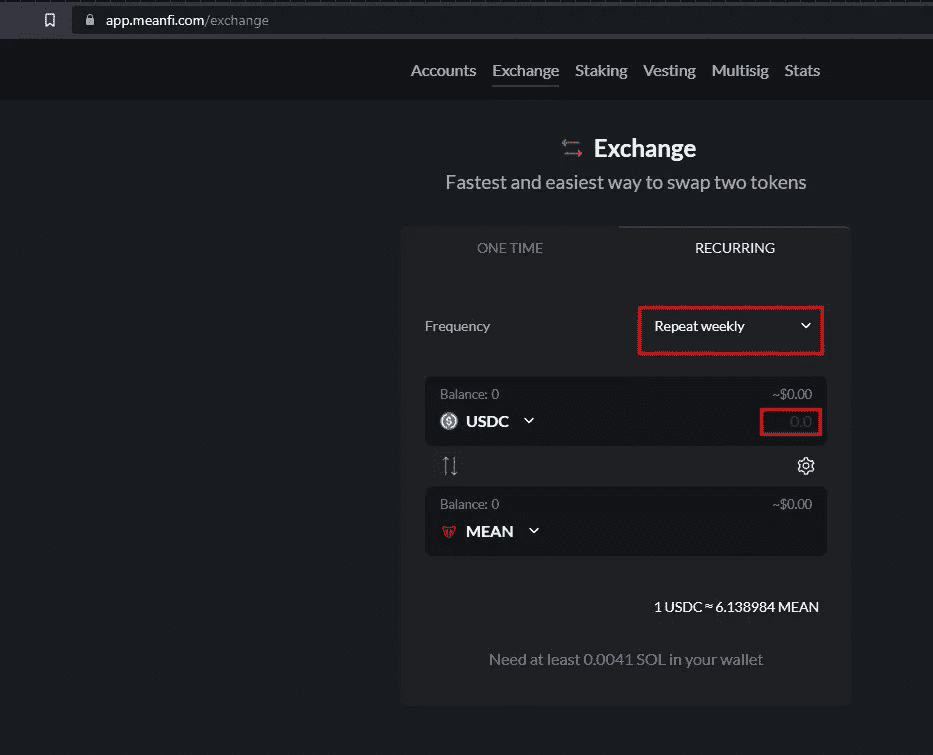 app.meanfi.com/exchange
Accounts Exchange Staking Vesting Multisig Stats
Exchange
Fastest and easiest way to swap two tokens
ONE TIME RECURRING
Frequency Repeat weekly
Balance: 0 ~$0.00
USDC 0.0
Balance: 0 ~$0.00
MEAN
1 USDC ≈ 6.138984 MEAN
Need at least 0.0041 SOL in your wallet